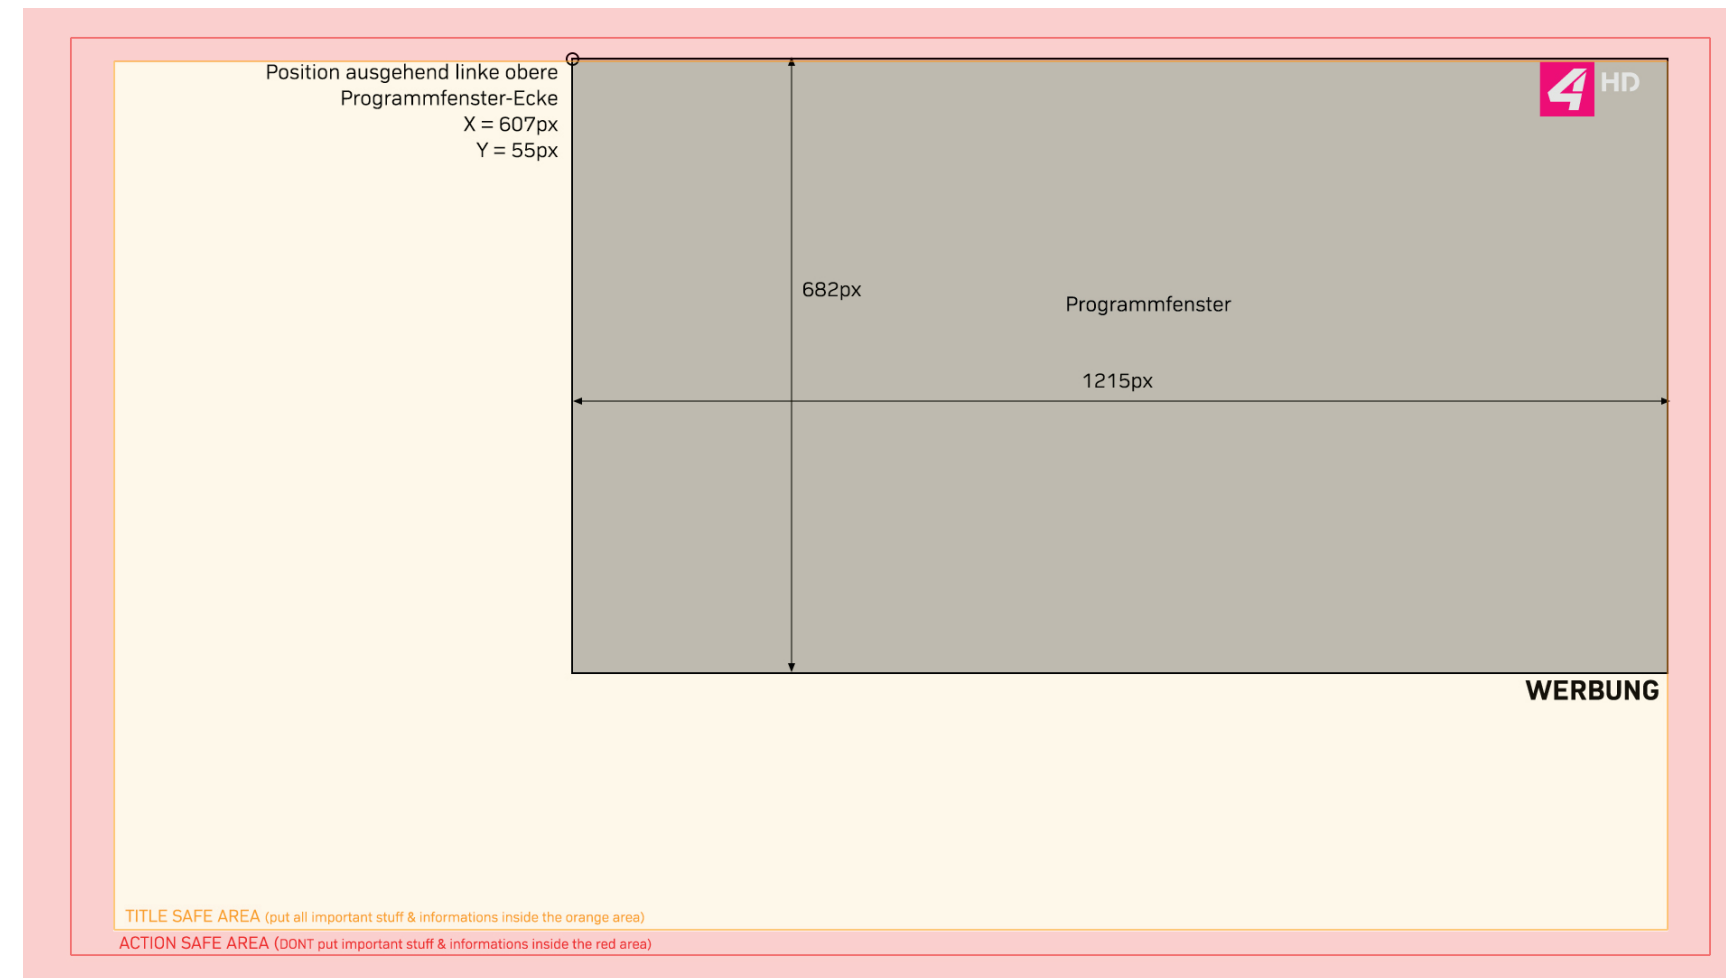 Position ausgehend linke obere
Programmfenster-Ecke
X = 607px
Y = 55px
4 HD
682px
Programmfenster
1215px
WERBUNG
TITLE SAFE AREA (put all important stuff & informations inside the orange area)
ACTION SAFE AREA (DONT put important stuff & informations inside the red area)